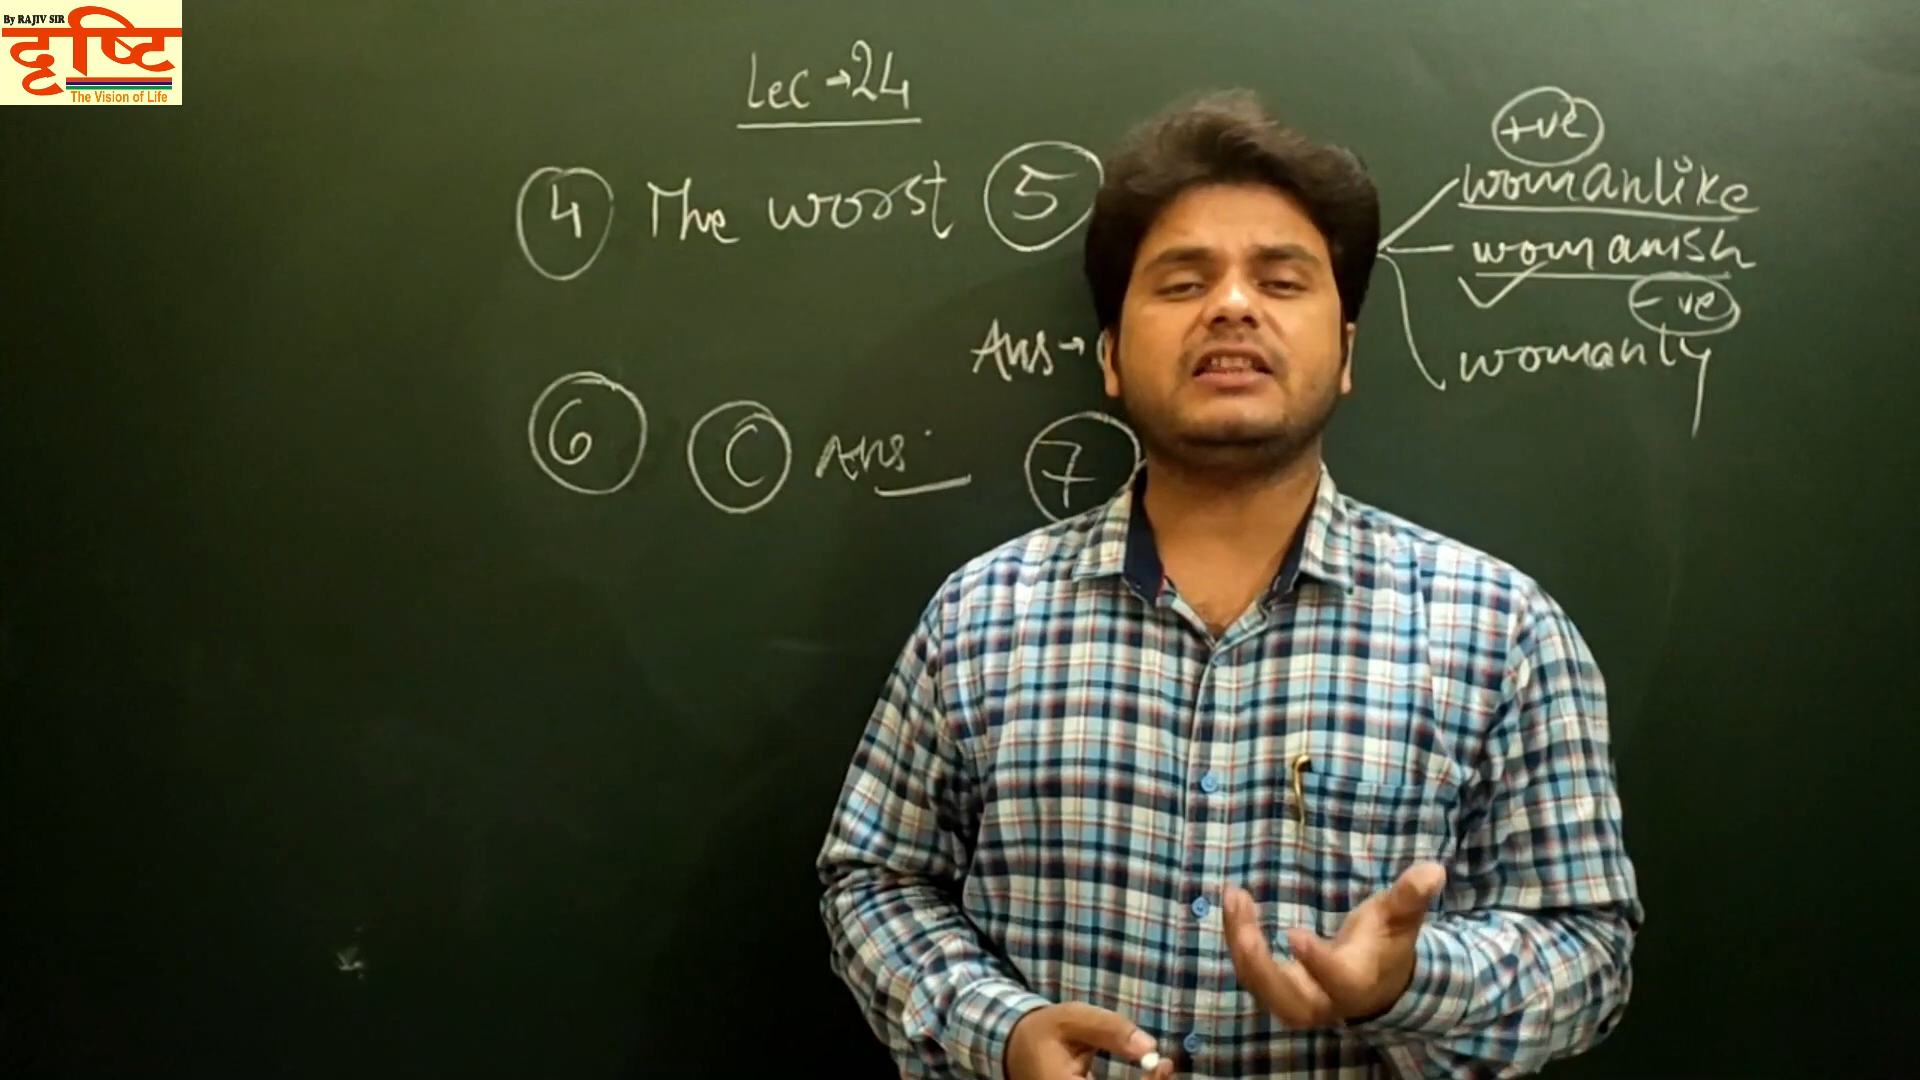 By RAJIV SIR
दृष्टि
The Vision of Life
Lec → 24
4 The worst 5
+ve
womanlike
womanish
- ve
womanly
Ans →
6 C Ans. 7